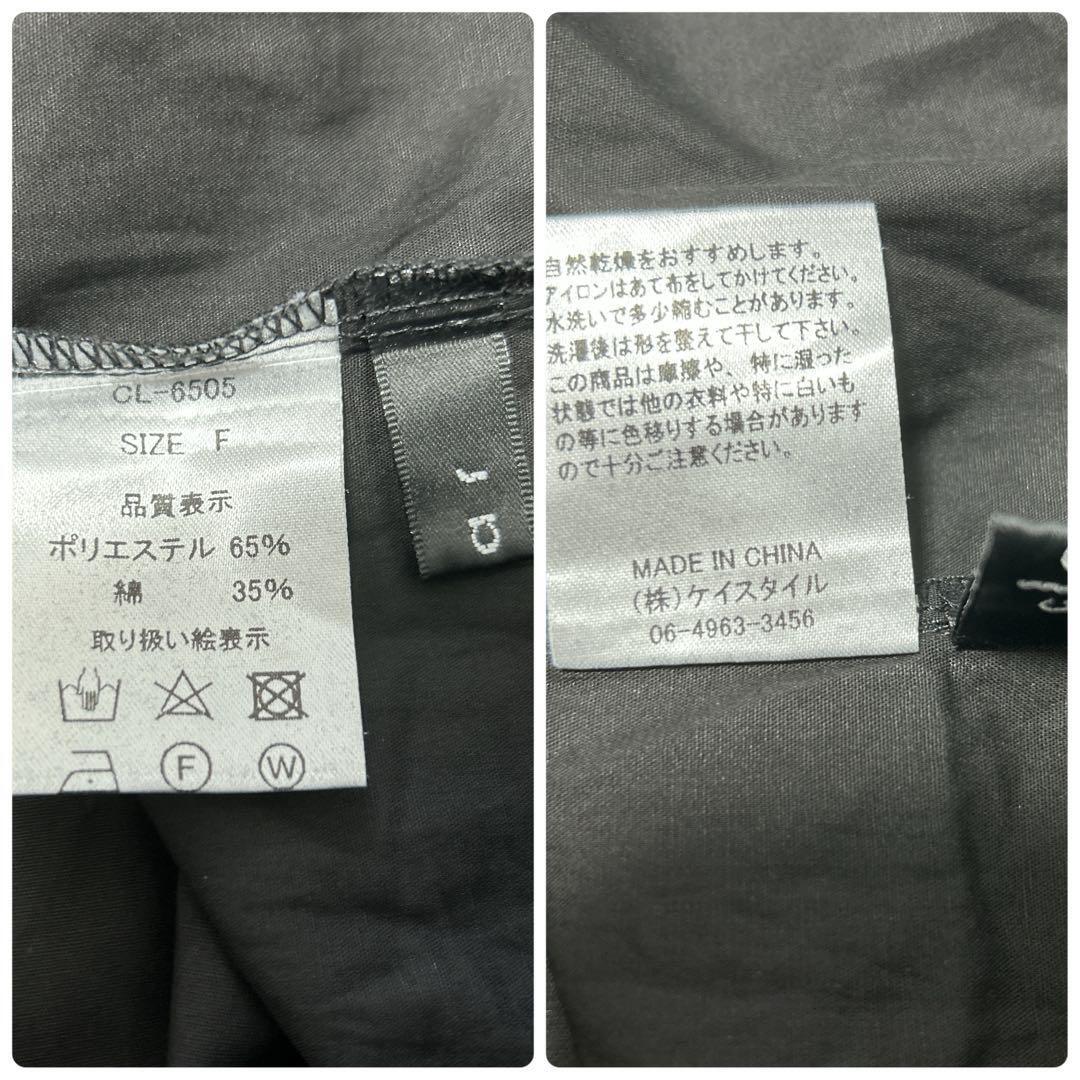 CL-6505
SIZE F
品質表示
ポリエステル 65%
綿 35%
取り扱い絵表示
F W
自然乾燥をおすすめします。
アイロンはあて布をしてかけてください。
水洗いで多少縮むことがあります。
洗濯後は形を整えて干して下さい。
この商品は摩擦や、特に湿った
状態では他の衣料や特に白いも
の等に色移りする場合があります
ので十分ご注意ください。
MADE IN CHINA
(株)ケイスタイル
06-4963-3456